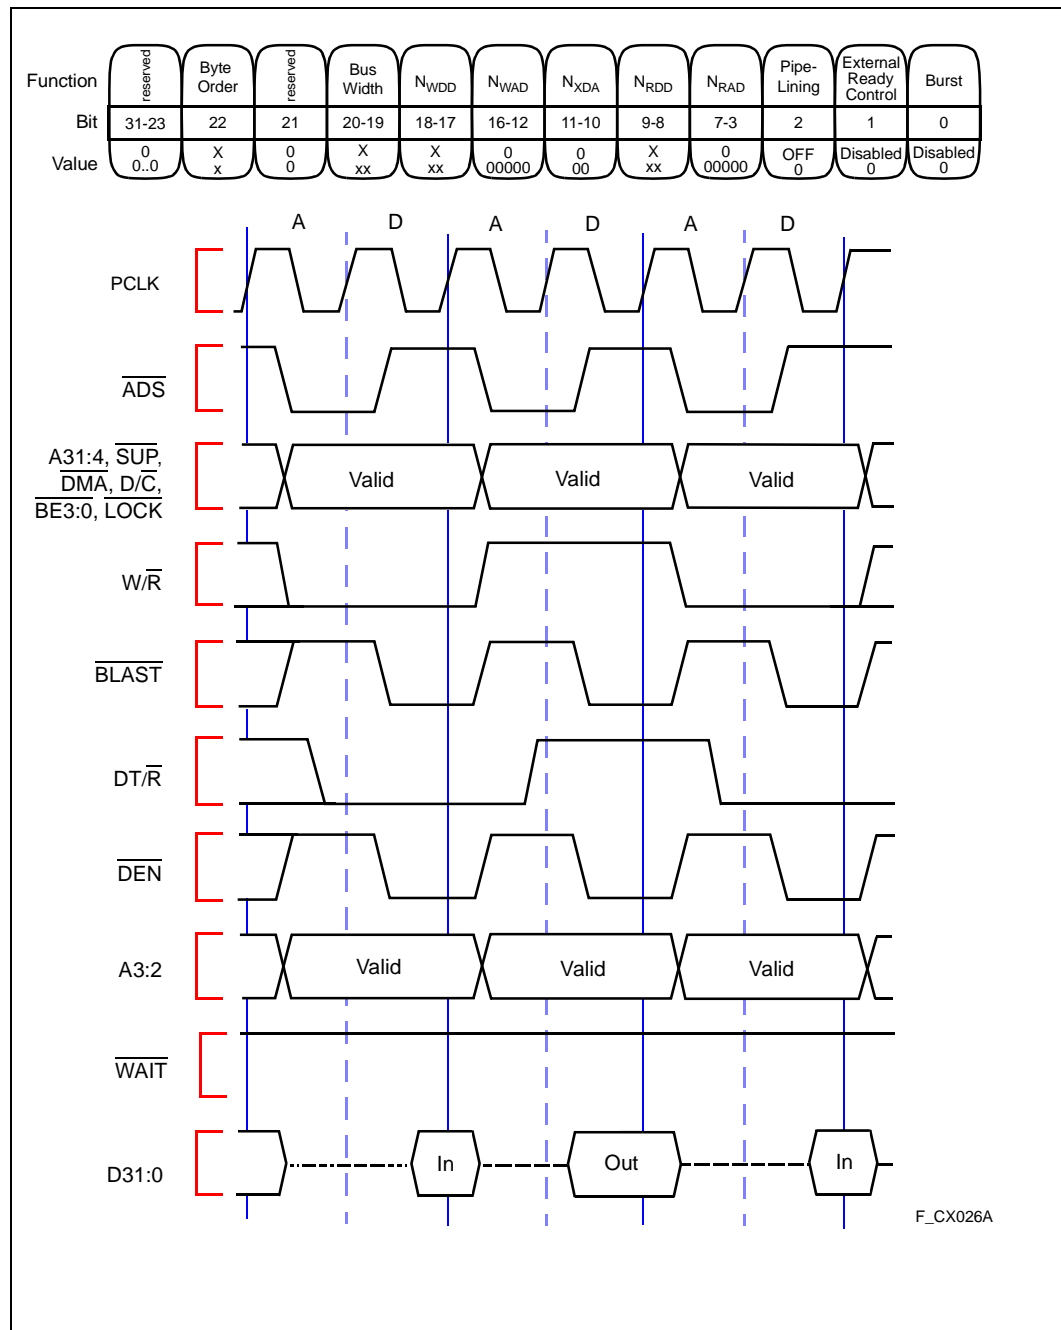 Function reserved Byte Order reserved Bus Width NWDD NWAD NXDA NRDD NRAD Pipe-Lining External Ready Control Burst
Bit 31-23 22 21 20-19 18-17 16-12 11-10 9-8 7-3 2 1 0
Value 0 X 0 X X 0 0 X 0 OFF Disabled Disabled
0..0 x 0 xx xx 00000 00 xx 00000 0 0 0
A D A D A D
PCLK
ADS
A31:4, SUP,
DMA, D/C,
BE3:0, LOCK
Valid Valid Valid
W/R
BLAST
DT/R
DEN
A3:2 Valid Valid Valid
WAIT
D31:0 In Out In
F_CX026A